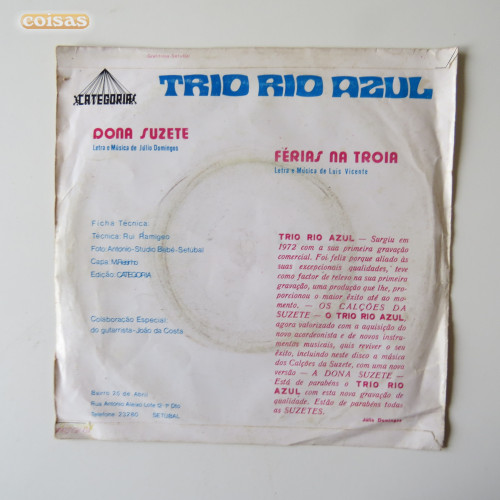 coisas
CATEGORIA
TRIO RIO AZUL
DONA SUZETE
Letra e Música de Júlio Domingos
FÉRIAS NA TROIA
Letra e Música de Luis Vicente
Ficha Técnica
Técnica: Rui Ramigeo
Foto António-Stúdio Bébé-Setúbal
Capa
Edição: CATEGORIA
Colaboração Especial:
do guitarrista-João da Costa
Bairro 25 de Abril
SETÚBAL
TRIO RIO AZUL — Surgiu em
1972 com a sua primeira gravação
comercial. Foi feliz porque aliado às
suas excepcionais qualidades, teve
como factor de relevo na sua primeira
gravação, uma produção que lhe, pro-
porcionou o maior êxito até ao mo-
mento. — OS CALÇÕES DA
SUZETE — O TRIO RIO AZUL,
agora valorizado com a aquisição do
novo acordeonista e de novos instru-
mentos musicais, quis reviver o seu
êxito, incluindo neste disco a música
dos Calções da Suzete, com uma nova
versão — A DONA SUZETE —
Está de parabéns o TRIO RIO
AZUL com esta nova gravação de
qualidade. Estão de parabéns todas
as SUZETES.
Júlio Domingos